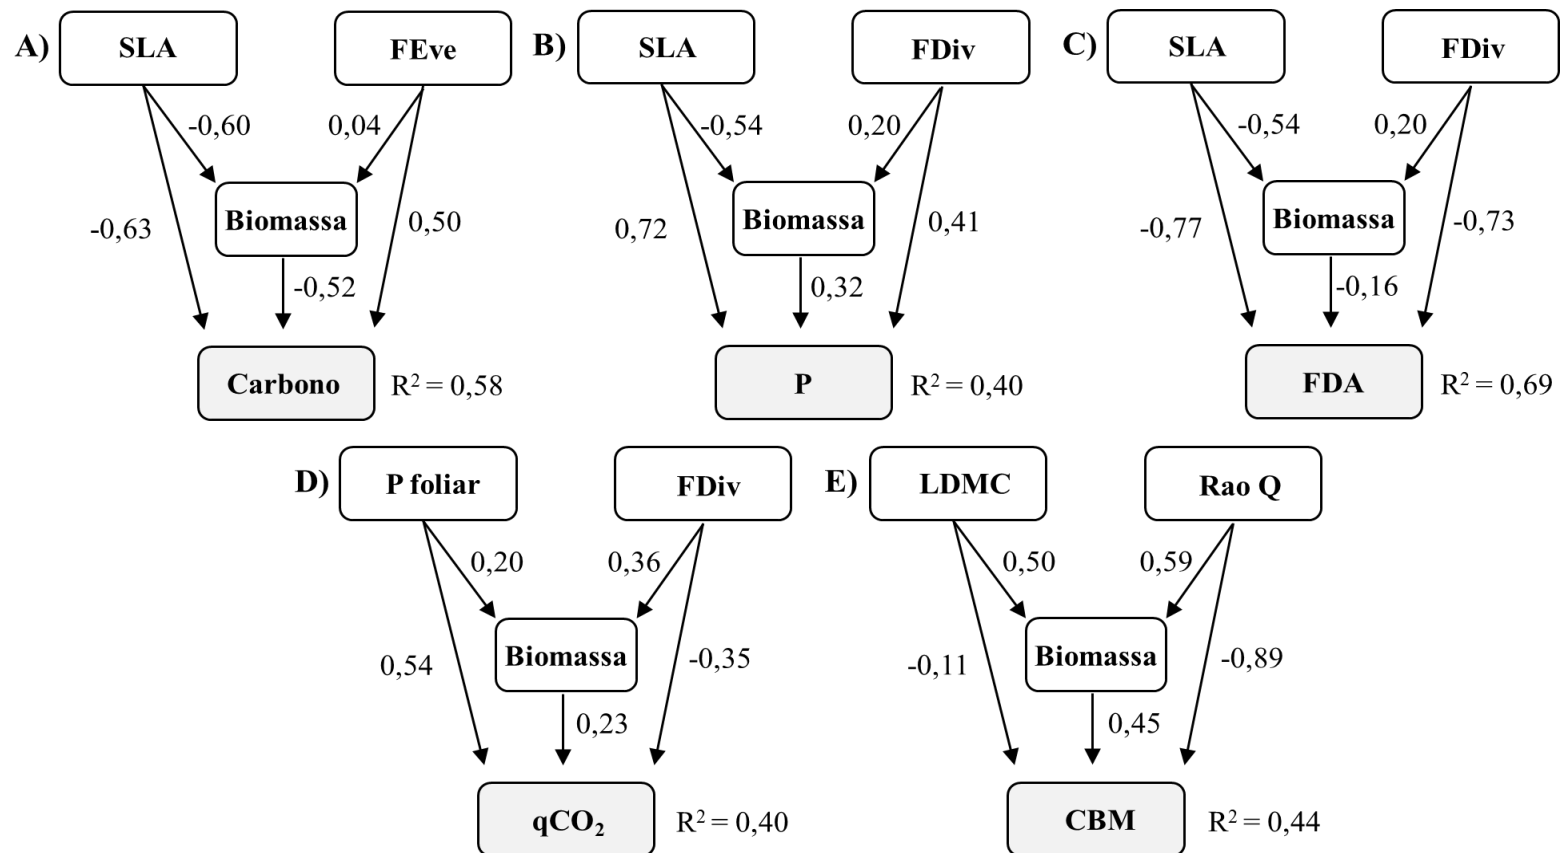 A)
SLA
FEve
-0,60
0,04
Biomassa
-0,63
0,50
-0,52
Carbono
R² = 0,58
B)
SLA
FDiv
-0,54
0,20
Biomassa
0,72
0,41
0,32
P
R² = 0,40
C)
SLA
FDiv
-0,54
0,20
Biomassa
-0,77
-0,73
-0,16
FDA
R² = 0,69
D)
P foliar
FDiv
0,20
0,36
Biomassa
0,54
-0,35
0,23
qCO₂
R² = 0,40
E)
LDMC
Rao Q
0,50
0,59
Biomassa
-0,11
-0,89
0,45
CBM
R² = 0,44